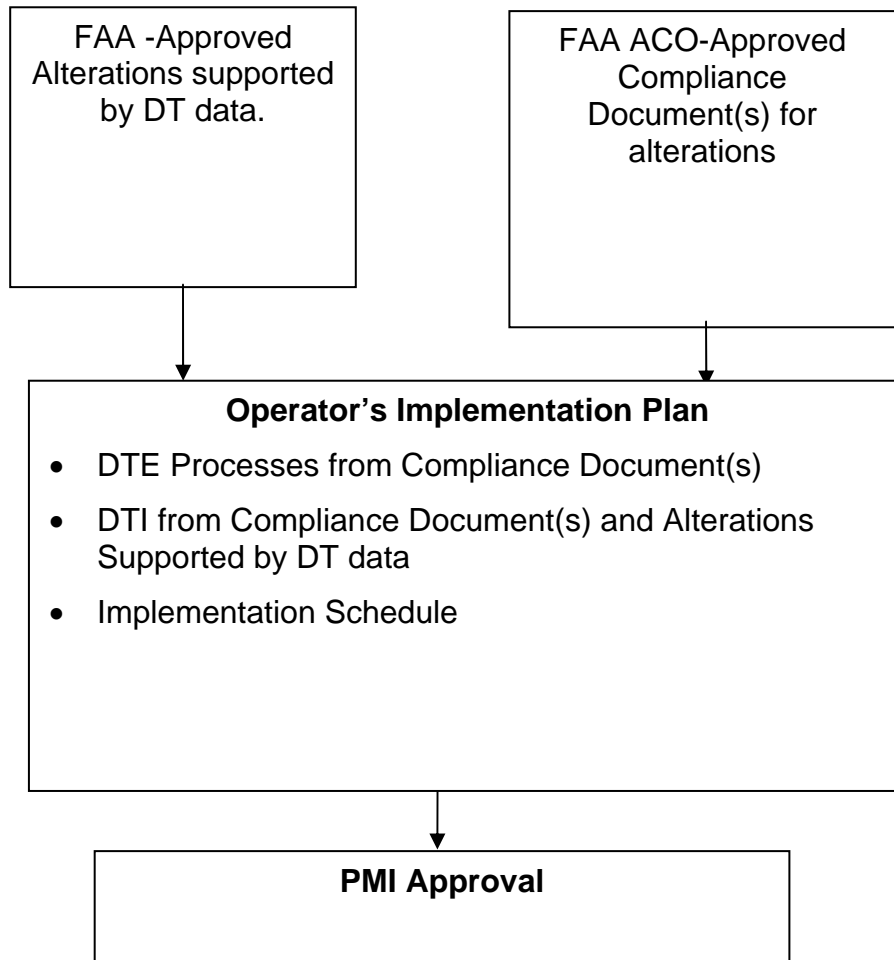 FAA -Approved
Alterations supported
by DT data.
FAA ACO-Approved
Compliance
Document(s) for
alterations
Operator’s Implementation Plan
• DTE Processes from Compliance Document(s)
• DTI from Compliance Document(s) and Alterations
Supported by DT data
• Implementation Schedule
PMI Approval